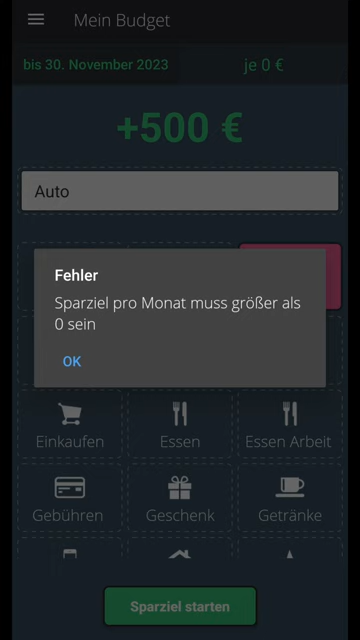 Mein Budget
bis 30. November 2023
je 0 €
+500 €
Auto
Fehler
Sparziel pro Monat muss größer als
0 sein
OK
Einkaufen
Essen
Essen Arbeit
Gebühren
Geschenk
Getränke
Sparziel starten